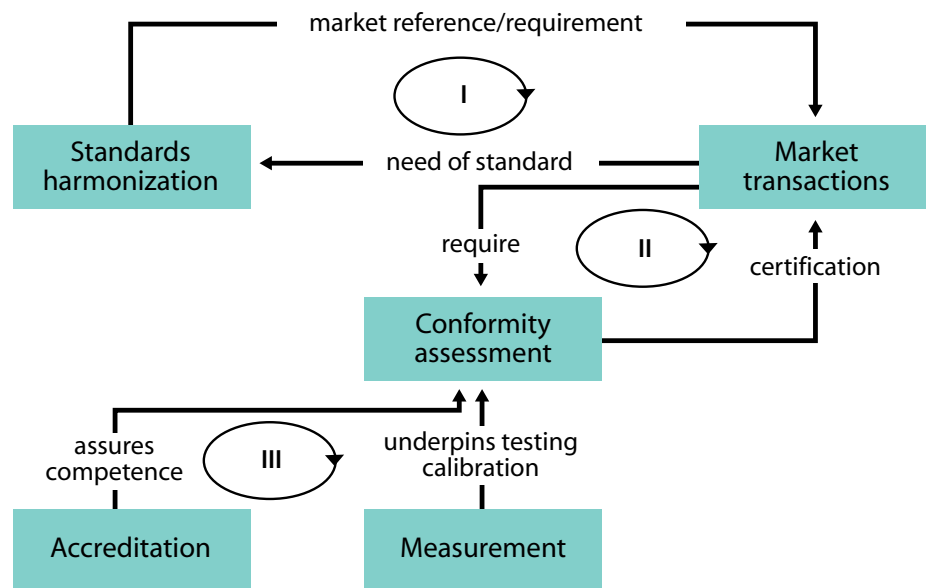 market reference/requirement
I
Standards
harmonization
need of standard
Market
transactions
require
II
certification
Conformity
assessment
assures
competence
III
underpins testing
calibration
Accreditation
Measurement